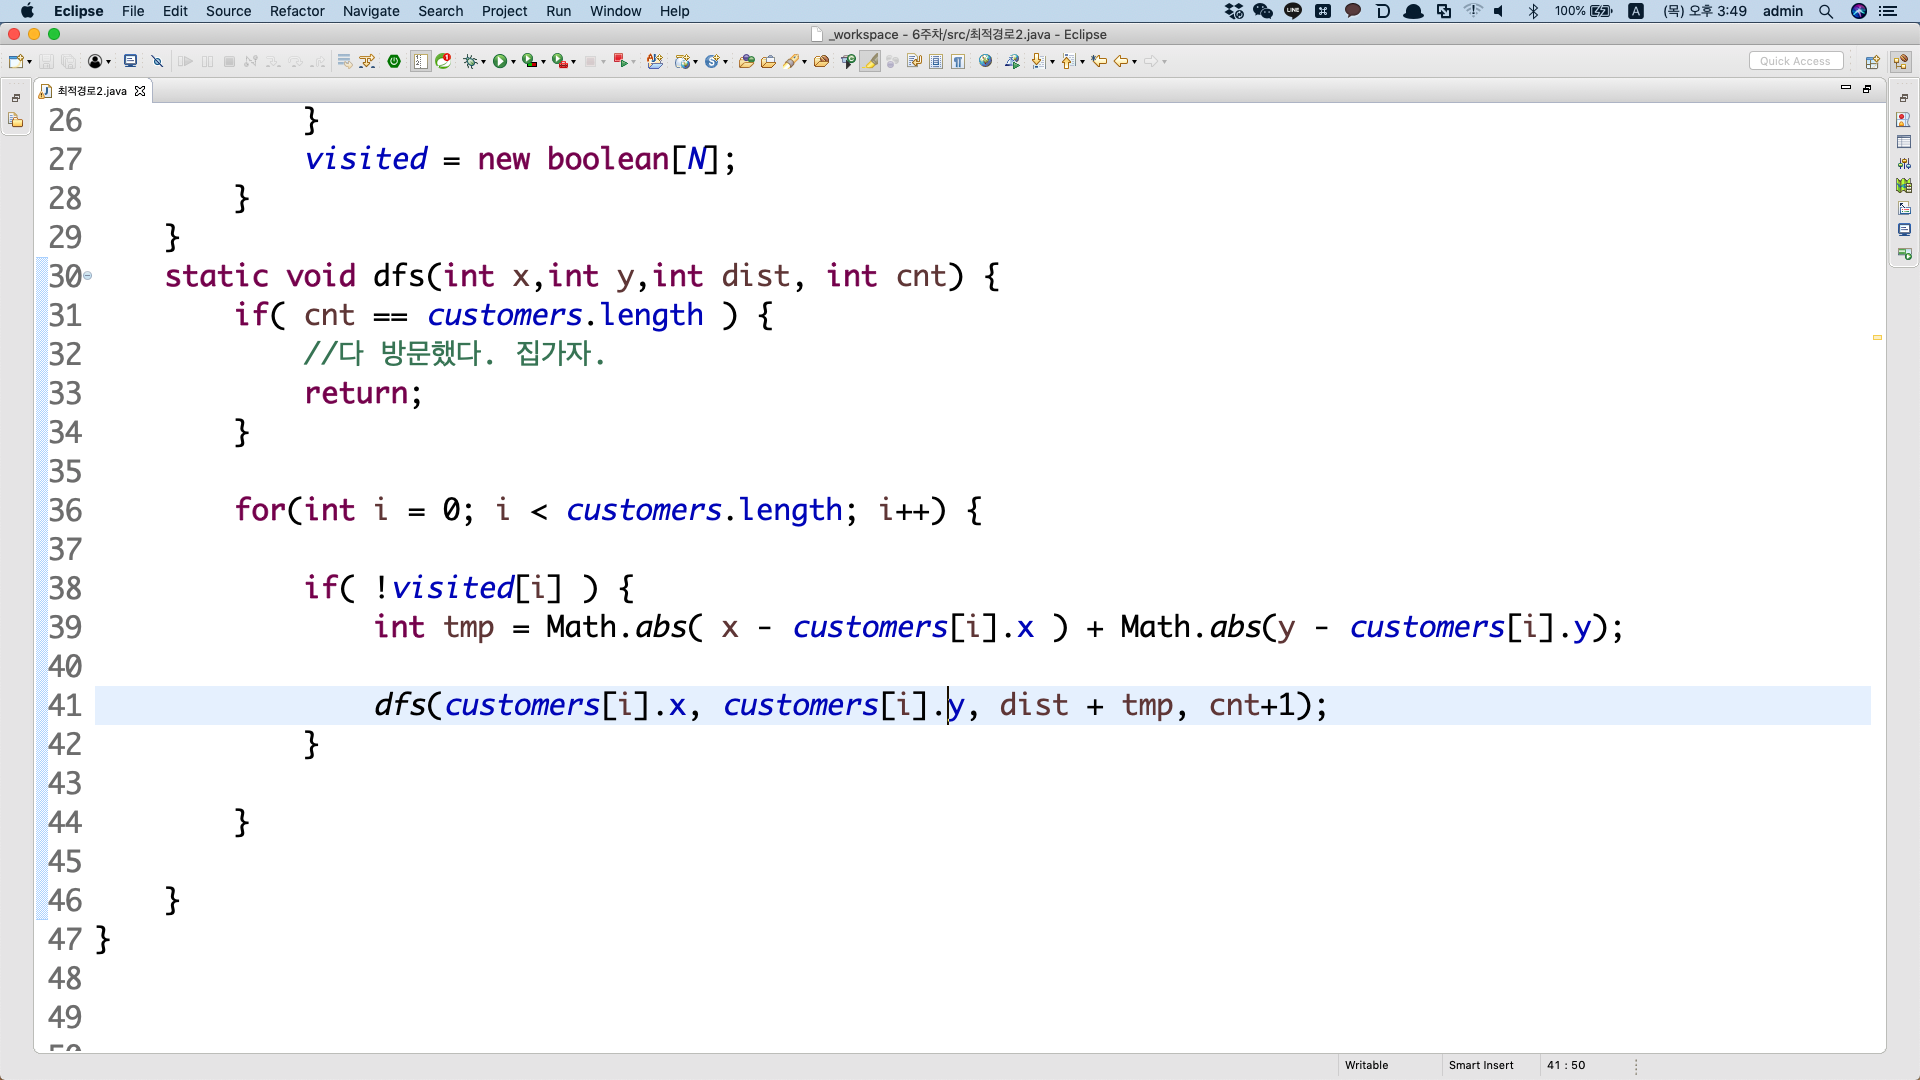 Eclipse File Edit Source Refactor Navigate Search Project Run Window Help 100% A (목) 오후 3:49 admin
_workspace - 6주차/src/최적경로2.java - Eclipse
Quick Access
최적경로2.java
26 }
27 visited = new boolean[N];
28 }
29 }
30 static void dfs(int x,int y,int dist, int cnt) {
31 if( cnt == customers.length ) {
32 //다 방문했다. 집가자.
33 return;
34 }
35
36 for(int i = 0; i < customers.length; i++) {
37
38 if( !visited[i] ) {
39 int tmp = Math.abs( x - customers[i].x ) + Math.abs(y - customers[i].y);
40
41 dfs(customers[i].x, customers[i].y, dist + tmp, cnt+1);
42 }
43
44 }
45
46 }
47 }
48
49
Writable Smart Insert 41 : 50